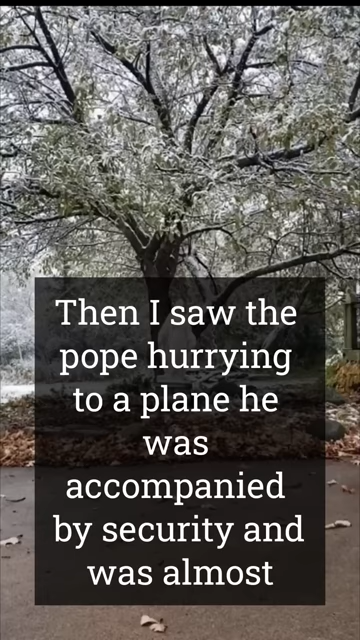 Then I saw the
pope hurrying
to a plane he
was
accompanied
by security and
was almost